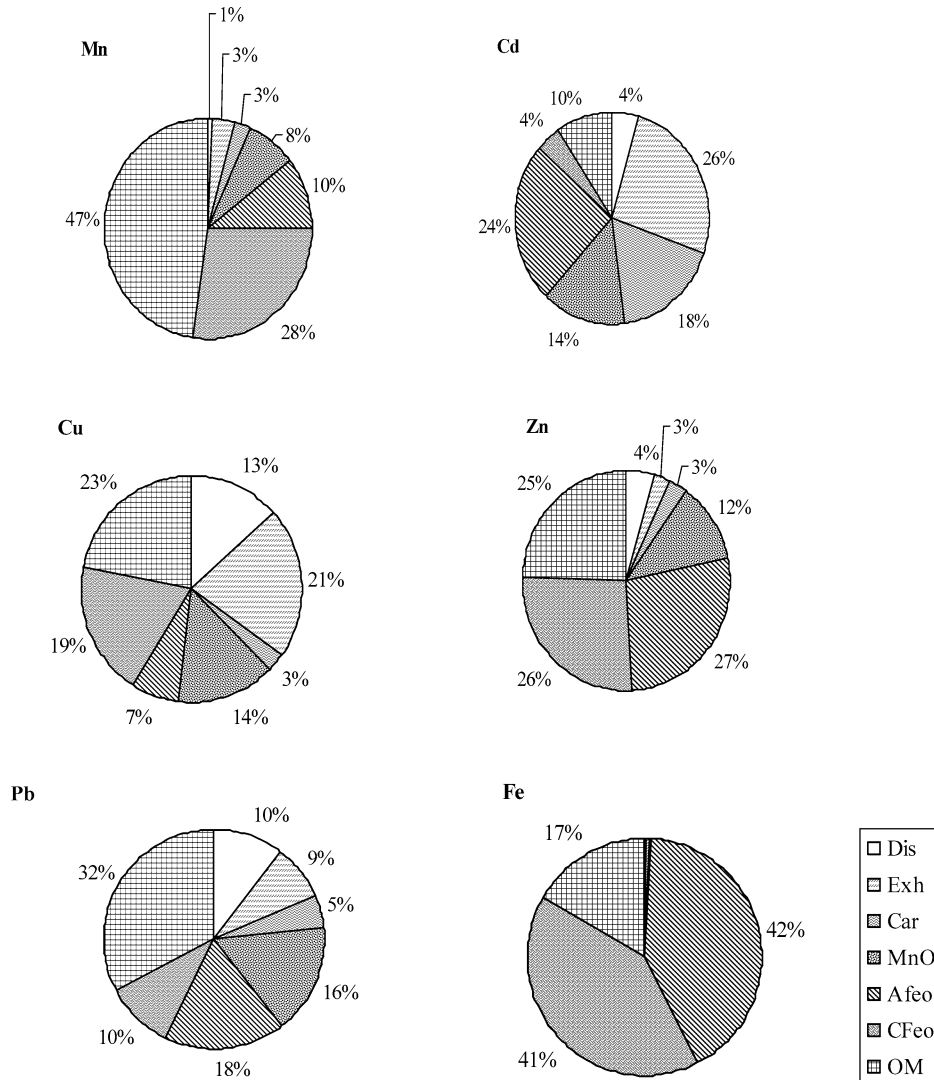 Mn
1%
3%
3%
8%
10%
28%
47%
Cd
4%
26%
18%
14%
24%
4%
10%
Cu
13%
21%
3%
14%
7%
19%
23%
Zn
4%
3%
3%
12%
27%
26%
25%
Pb
10%
9%
5%
16%
18%
10%
32%
Fe
42%
41%
17%
Dis
Exh
Car
MnO
Afeo
CFeo
OM